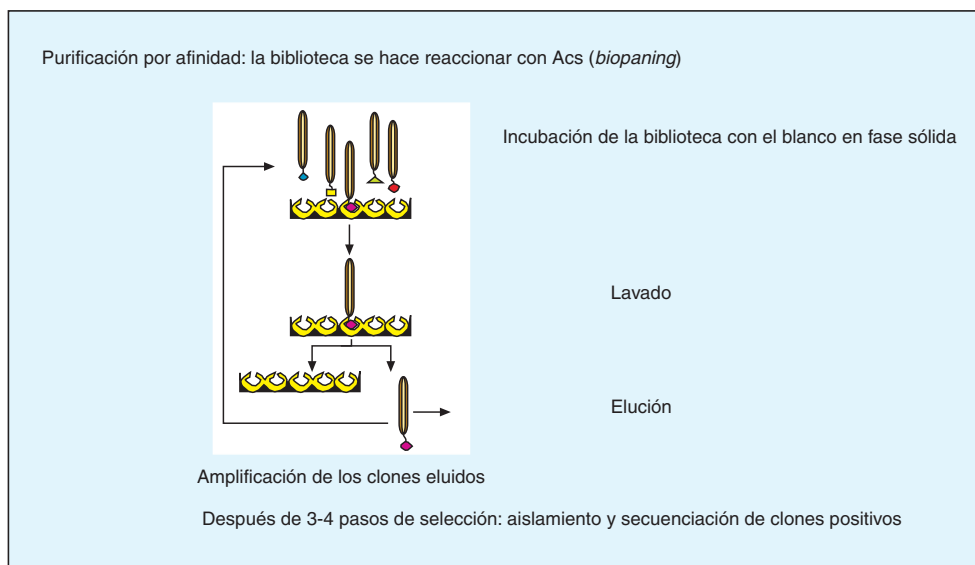 Purificación por afinidad: la biblioteca se hace reaccionar con Acs (biopaning)
Incubación de la biblioteca con el blanco en fase sólida
Lavado
Elución
Amplificación de los clones eluidos
Después de 3-4 pasos de selección: aislamiento y secuenciación de clones positivos